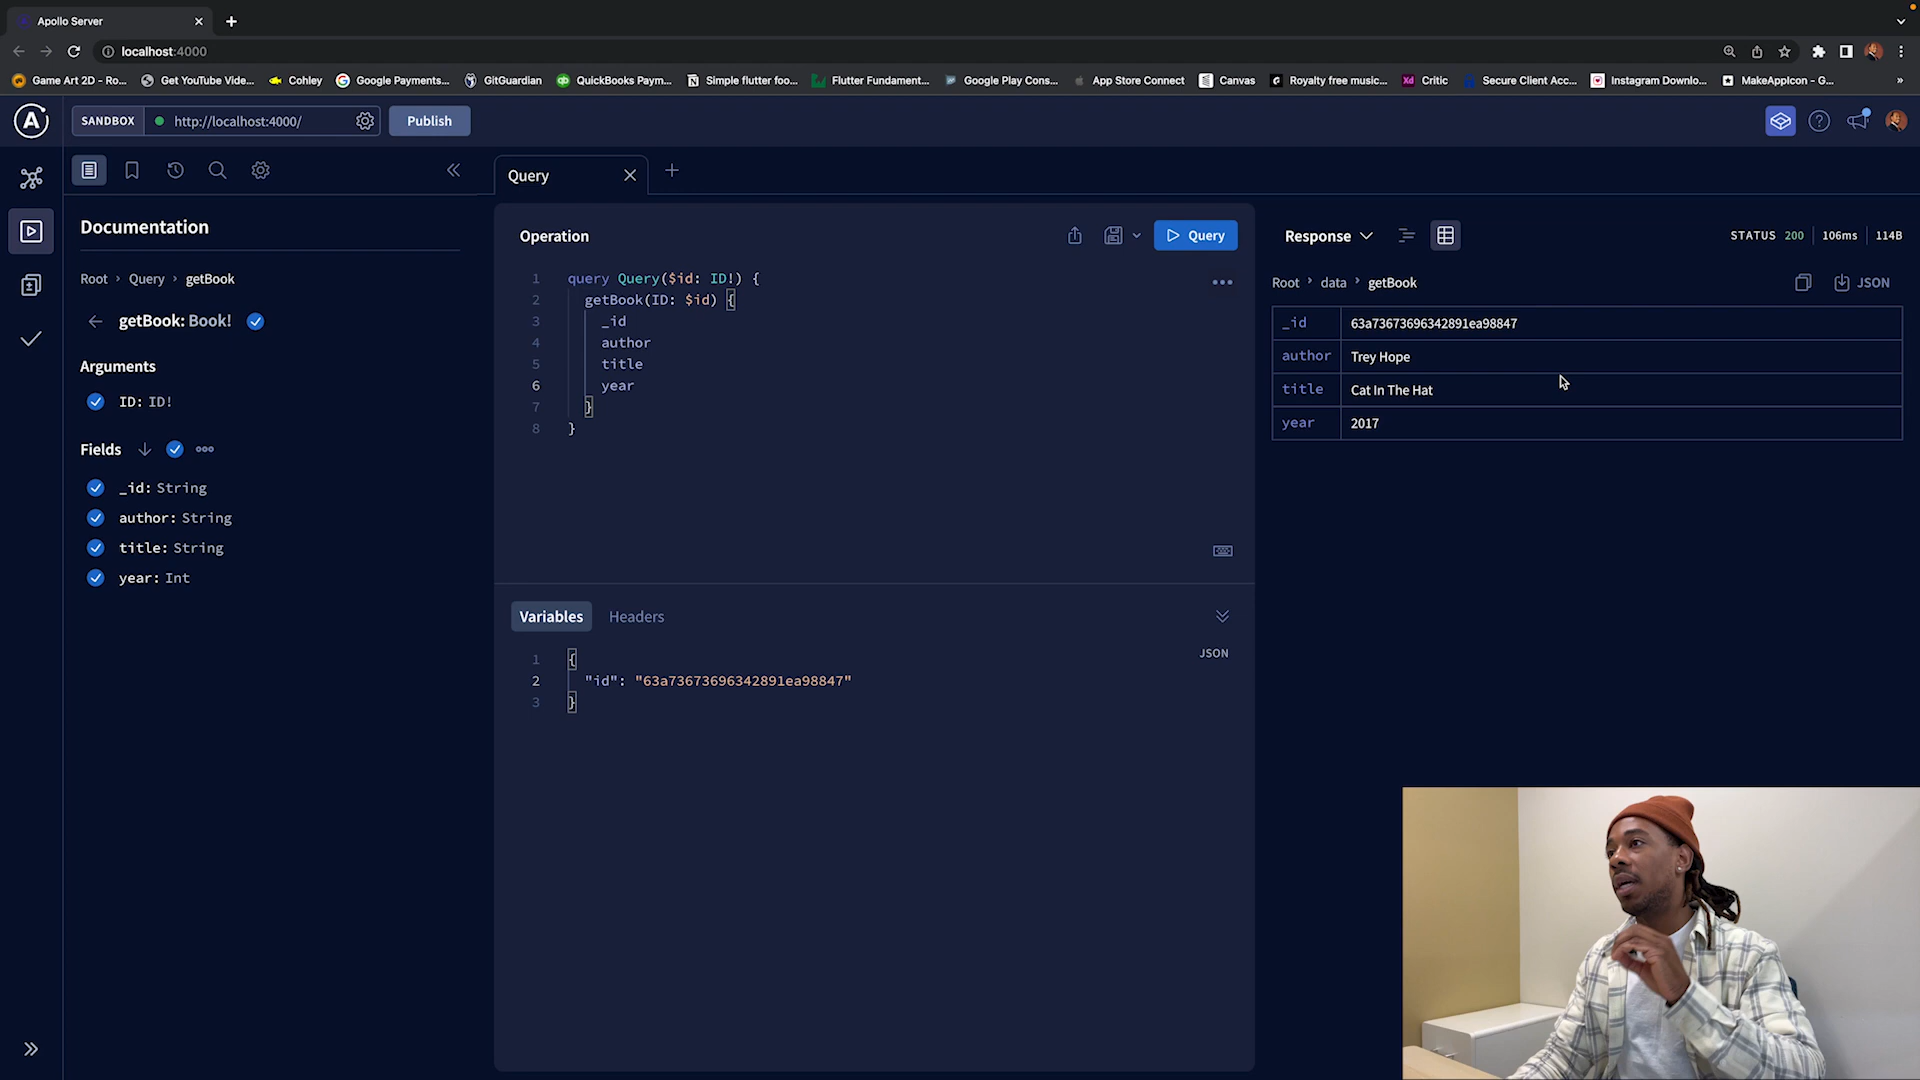 Apollo Server
localhost:4000
Game Art 2D - Ro...
Get YouTube Vide...
Cohley
Google Payments...
GitGuardian
QuickBooks Paym...
Simple flutter foo...
Flutter Fundament...
Google Play Cons...
App Store Connect
Canvas
Royalty free music...
Xd Critic
Secure Client Acc...
Instagram Downlo...
MakeAppIcon - G...
»
A
SANDBOX
http://localhost:4000/
Publish
Query
Documentation
Root > Query > getBook
getBook: Book!
Arguments
ID: ID!
Fields
_id: String
author: String
title: String
year: Int
Operation
Query
1 query Query($id: ID!) {
2 getBook(ID: $id) {
3 _id
4 author
5 title
6 year
7 }
8 }
Variables
Headers
JSON
1 {
2 "id": "63a73673696342891ea98847"
3 }
Response
STATUS 200
106ms
114B
Root > data > getBook
JSON
_id 63a73673696342891ea98847
author Trey Hope
title Cat In The Hat
year 2017